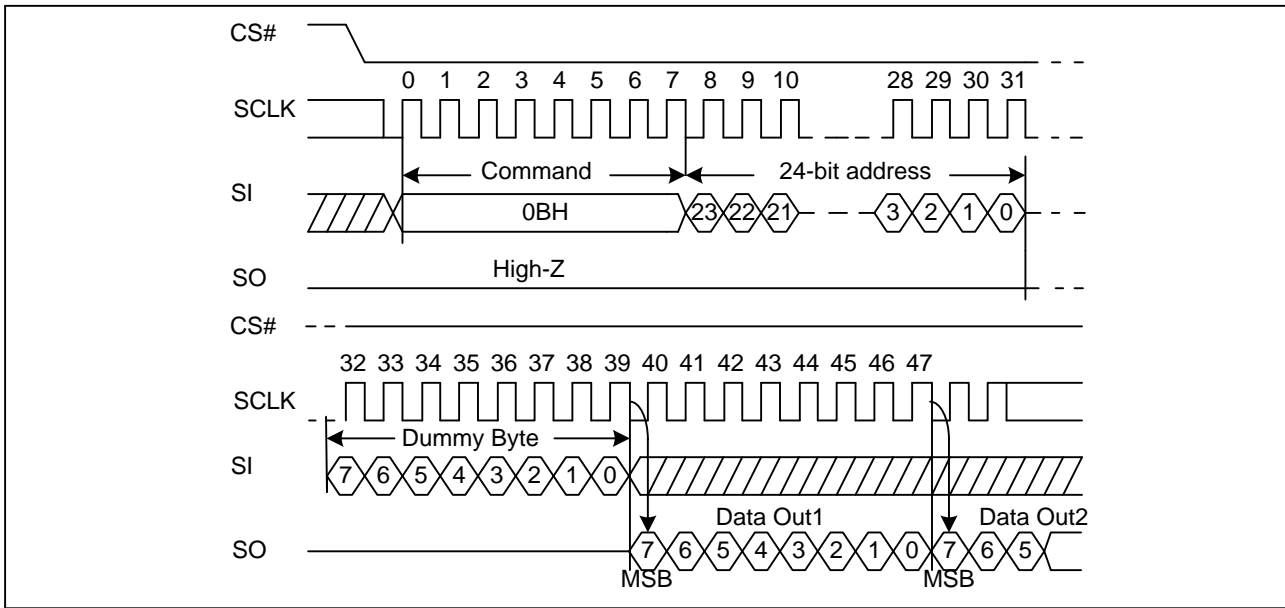 CS#
0 1 2 3 4 5 6 7 8 9 10 28 29 30 31
SCLK
Command 24-bit address
SI
0BH 23 22 21 3 2 1 0
High-Z
SO
CS#
32 33 34 35 36 37 38 39 40 41 42 43 44 45 46 47
SCLK
Dummy Byte
SI
7 6 5 4 3 2 1 0
Data Out1 Data Out2
SO
7 6 5 4 3 2 1 0 7 6 5
MSB MSB